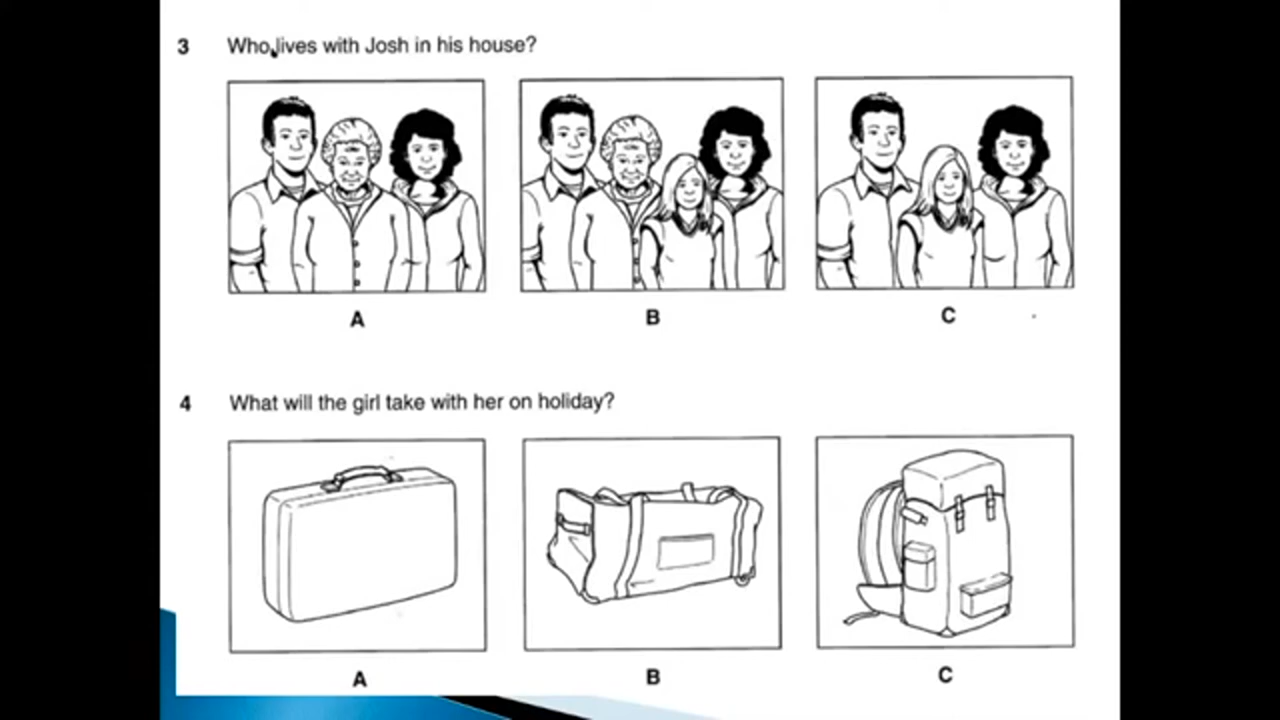 3 Who lives with Josh in his house?
A B C
4 What will the girl take with her on holiday?
A B C